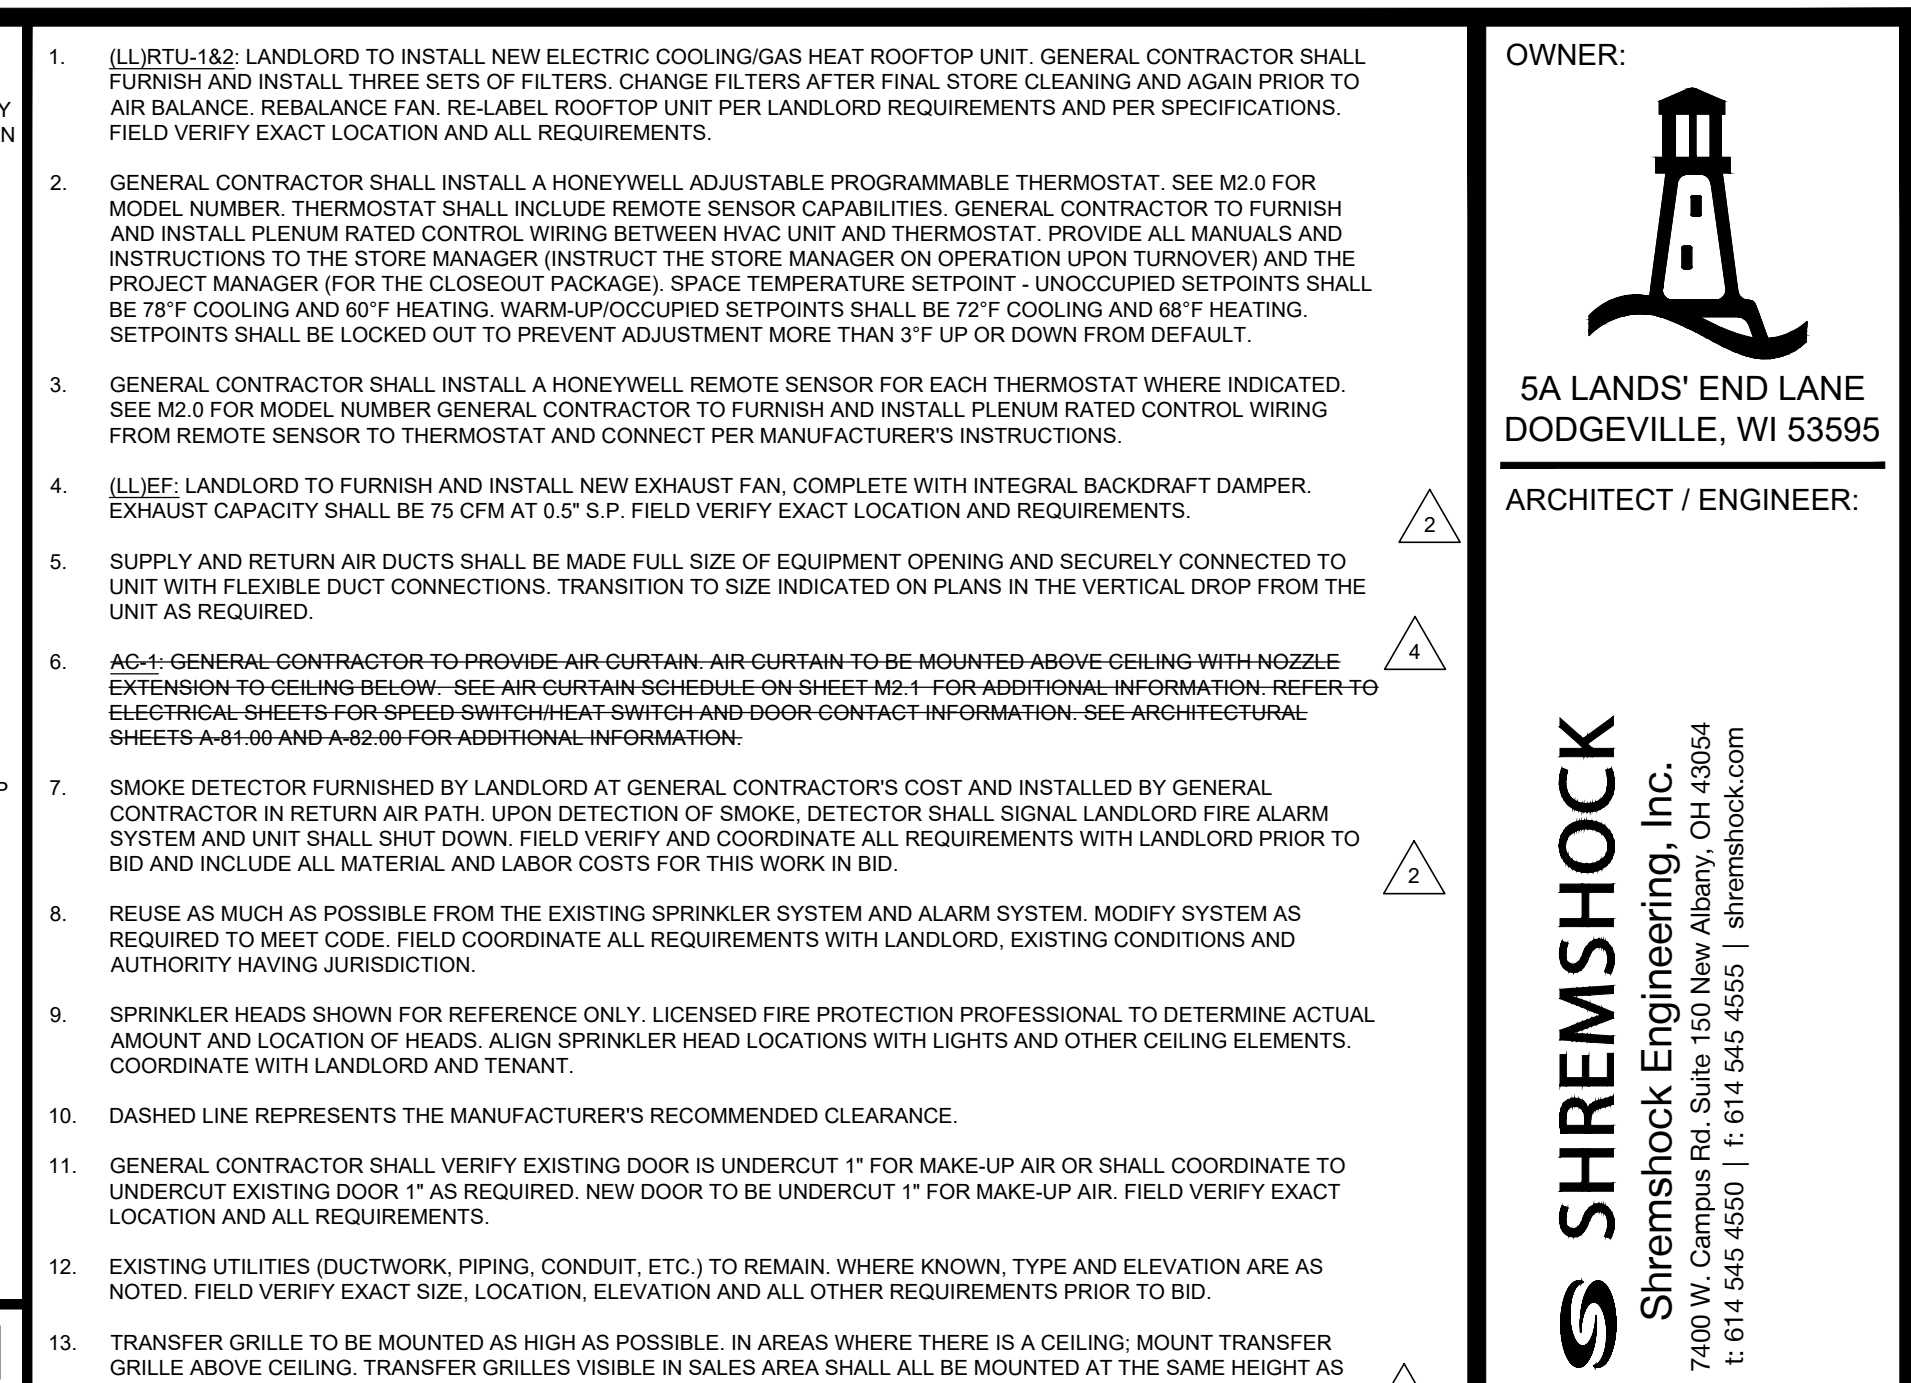 Y
N
P
1. (LL)RTU-1&2: LANDLORD TO INSTALL NEW ELECTRIC COOLING/GAS HEAT ROOFTOP UNIT. GENERAL CONTRACTOR SHALL
FURNISH AND INSTALL THREE SETS OF FILTERS. CHANGE FILTERS AFTER FINAL STORE CLEANING AND AGAIN PRIOR TO
AIR BALANCE. REBALANCE FAN. RE-LABEL ROOFTOP UNIT PER LANDLORD REQUIREMENTS AND PER SPECIFICATIONS.
FIELD VERIFY EXACT LOCATION AND ALL REQUIREMENTS.
2. GENERAL CONTRACTOR SHALL INSTALL A HONEYWELL ADJUSTABLE PROGRAMMABLE THERMOSTAT. SEE M2.0 FOR
MODEL NUMBER. THERMOSTAT SHALL INCLUDE REMOTE SENSOR CAPABILITIES. GENERAL CONTRACTOR TO FURNISH
AND INSTALL PLENUM RATED CONTROL WIRING BETWEEN HVAC UNIT AND THERMOSTAT. PROVIDE ALL MANUALS AND
INSTRUCTIONS TO THE STORE MANAGER (INSTRUCT THE STORE MANAGER ON OPERATION UPON TURNOVER) AND THE
PROJECT MANAGER (FOR THE CLOSEOUT PACKAGE). SPACE TEMPERATURE SETPOINT - UNOCCUPIED SETPOINTS SHALL
BE 78°F COOLING AND 60°F HEATING. WARM-UP/OCCUPIED SETPOINTS SHALL BE 72°F COOLING AND 68°F HEATING.
SETPOINTS SHALL BE LOCKED OUT TO PREVENT ADJUSTMENT MORE THAN 3°F UP OR DOWN FROM DEFAULT.
3. GENERAL CONTRACTOR SHALL INSTALL A HONEYWELL REMOTE SENSOR FOR EACH THERMOSTAT WHERE INDICATED.
SEE M2.0 FOR MODEL NUMBER GENERAL CONTRACTOR TO FURNISH AND INSTALL PLENUM RATED CONTROL WIRING
FROM REMOTE SENSOR TO THERMOSTAT AND CONNECT PER MANUFACTURER'S INSTRUCTIONS.
4. (LL)EF: LANDLORD TO FURNISH AND INSTALL NEW EXHAUST FAN, COMPLETE WITH INTEGRAL BACKDRAFT DAMPER.
EXHAUST CAPACITY SHALL BE 75 CFM AT 0.5" S.P. FIELD VERIFY EXACT LOCATION AND REQUIREMENTS.
2
5. SUPPLY AND RETURN AIR DUCTS SHALL BE MADE FULL SIZE OF EQUIPMENT OPENING AND SECURELY CONNECTED TO
UNIT WITH FLEXIBLE DUCT CONNECTIONS. TRANSITION TO SIZE INDICATED ON PLANS IN THE VERTICAL DROP FROM THE
UNIT AS REQUIRED.
4
6. AC-1: GENERAL CONTRACTOR TO PROVIDE AIR CURTAIN. AIR CURTAIN TO BE MOUNTED ABOVE CEILING WITH NOZZLE
EXTENSION TO CEILING BELOW. SEE AIR CURTAIN SCHEDULE ON SHEET M2.1 FOR ADDITIONAL INFORMATION. REFER TO
ELECTRICAL SHEETS FOR SPEED SWITCH/HEAT SWITCH AND DOOR CONTACT INFORMATION. SEE ARCHITECTURAL
SHEETS A-81.00 AND A-82.00 FOR ADDITIONAL INFORMATION.
7. SMOKE DETECTOR FURNISHED BY LANDLORD AT GENERAL CONTRACTOR'S COST AND INSTALLED BY GENERAL
CONTRACTOR IN RETURN AIR PATH. UPON DETECTION OF SMOKE, DETECTOR SHALL SIGNAL LANDLORD FIRE ALARM
SYSTEM AND UNIT SHALL SHUT DOWN. FIELD VERIFY AND COORDINATE ALL REQUIREMENTS WITH LANDLORD PRIOR TO
BID AND INCLUDE ALL MATERIAL AND LABOR COSTS FOR THIS WORK IN BID.
2
8. REUSE AS MUCH AS POSSIBLE FROM THE EXISTING SPRINKLER SYSTEM AND ALARM SYSTEM. MODIFY SYSTEM AS
REQUIRED TO MEET CODE. FIELD COORDINATE ALL REQUIREMENTS WITH LANDLORD, EXISTING CONDITIONS AND
AUTHORITY HAVING JURISDICTION.
9. SPRINKLER HEADS SHOWN FOR REFERENCE ONLY. LICENSED FIRE PROTECTION PROFESSIONAL TO DETERMINE ACTUAL
AMOUNT AND LOCATION OF HEADS. ALIGN SPRINKLER HEAD LOCATIONS WITH LIGHTS AND OTHER CEILING ELEMENTS.
COORDINATE WITH LANDLORD AND TENANT.
10. DASHED LINE REPRESENTS THE MANUFACTURER'S RECOMMENDED CLEARANCE.
11. GENERAL CONTRACTOR SHALL VERIFY EXISTING DOOR IS UNDERCUT 1" FOR MAKE-UP AIR OR SHALL COORDINATE TO
UNDERCUT EXISTING DOOR 1" AS REQUIRED. NEW DOOR TO BE UNDERCUT 1" FOR MAKE-UP AIR. FIELD VERIFY EXACT
LOCATION AND ALL REQUIREMENTS.
12. EXISTING UTILITIES (DUCTWORK, PIPING, CONDUIT, ETC.) TO REMAIN. WHERE KNOWN, TYPE AND ELEVATION ARE AS
NOTED. FIELD VERIFY EXACT SIZE, LOCATION, ELEVATION AND ALL OTHER REQUIREMENTS PRIOR TO BID.
13. TRANSFER GRILLE TO BE MOUNTED AS HIGH AS POSSIBLE. IN AREAS WHERE THERE IS A CEILING; MOUNT TRANSFER
GRILLE ABOVE CEILING. TRANSFER GRILLES VISIBLE IN SALES AREA SHALL ALL BE MOUNTED AT THE SAME HEIGHT AS
OWNER:
5A LANDS' END LANE
DODGEVILLE, WI 53595
ARCHITECT / ENGINEER:
SHREMSHOCK
Shremshock Engineering, Inc.
7400 W. Campus Rd. Suite 150 New Albany, OH 43054
t: 614 545 4550 | f: 614 545 4555 | shremshock.com